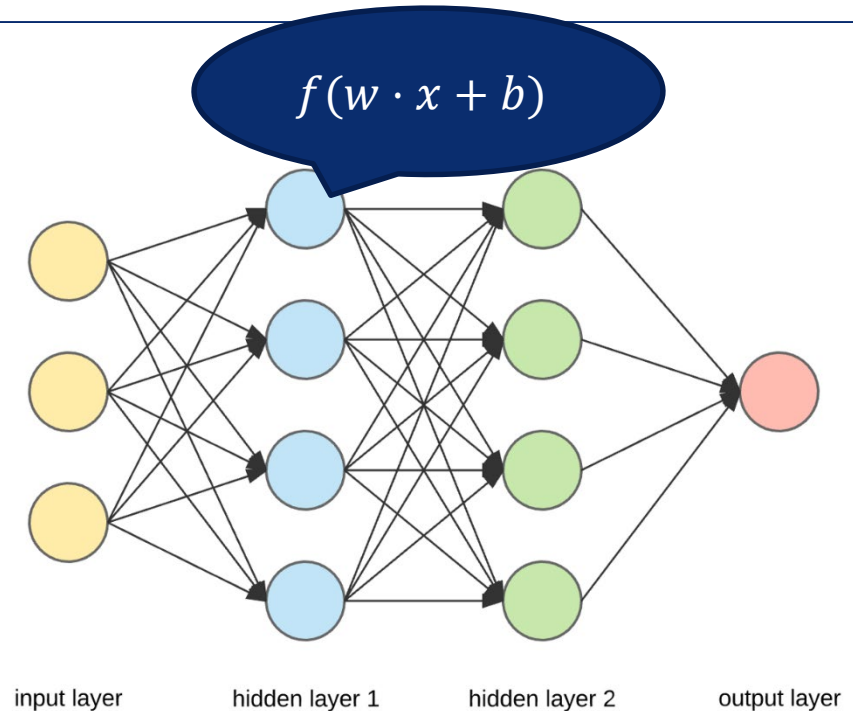 f(w · x + b)
input layer
hidden layer 1
hidden layer 2
output layer